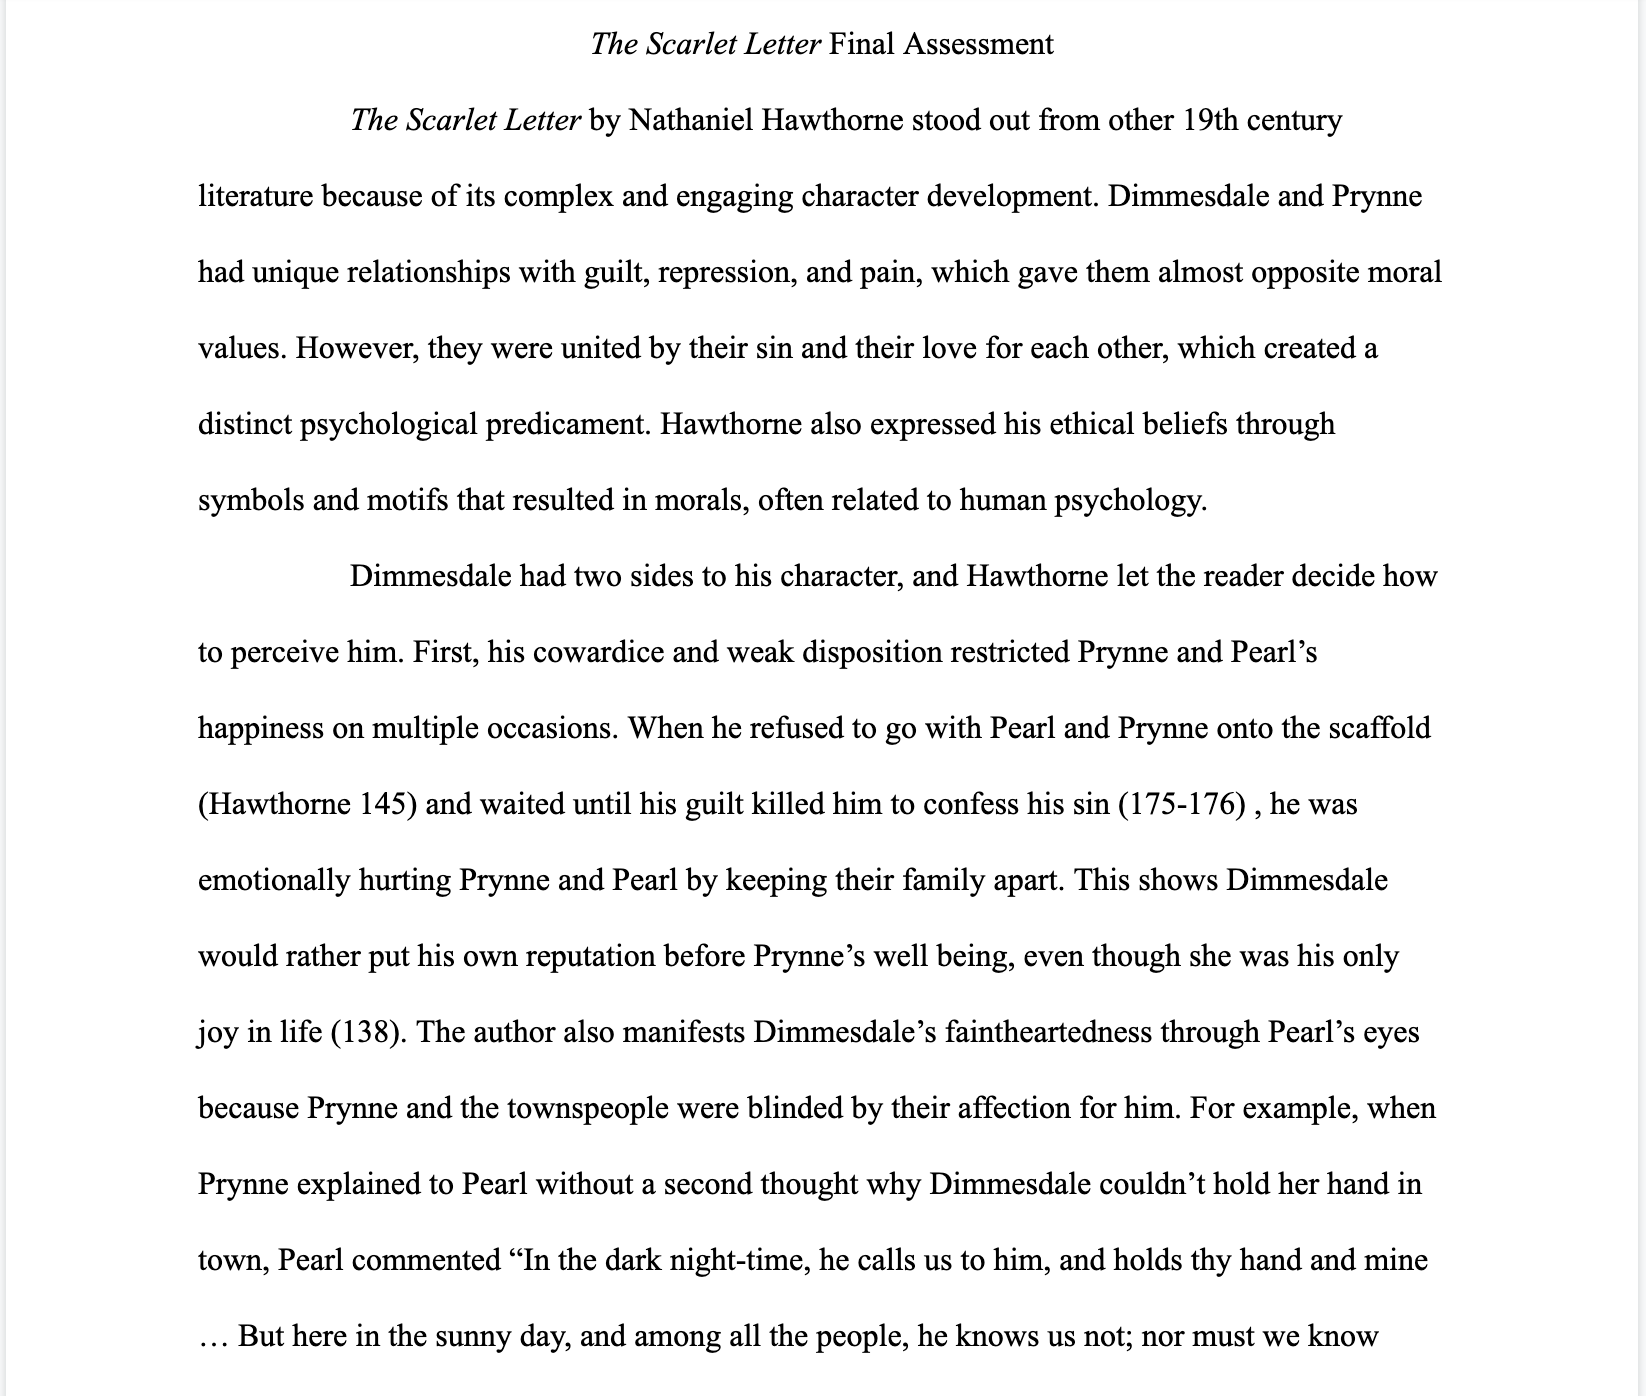 The Scarlet Letter Final Assessment
The Scarlet Letter by Nathaniel Hawthorne stood out from other 19th century
literature because of its complex and engaging character development. Dimmesdale and Prynne
had unique relationships with guilt, repression, and pain, which gave them almost opposite moral
values. However, they were united by their sin and their love for each other, which created a
distinct psychological predicament. Hawthorne also expressed his ethical beliefs through
symbols and motifs that resulted in morals, often related to human psychology.
Dimmesdale had two sides to his character, and Hawthorne let the reader decide how
to perceive him. First, his cowardice and weak disposition restricted Prynne and Pearl’s
happiness on multiple occasions. When he refused to go with Pearl and Prynne onto the scaffold
(Hawthorne 145) and waited until his guilt killed him to confess his sin (175-176) , he was
emotionally hurting Prynne and Pearl by keeping their family apart. This shows Dimmesdale
would rather put his own reputation before Prynne’s well being, even though she was his only
joy in life (138). The author also manifests Dimmesdale’s faintheartedness through Pearl’s eyes
because Prynne and the townspeople were blinded by their affection for him. For example, when
Prynne explained to Pearl without a second thought why Dimmesdale couldn’t hold her hand in
town, Pearl commented “In the dark night-time, he calls us to him, and holds thy hand and mine
… But here in the sunny day, and among all the people, he knows us not; nor must we know